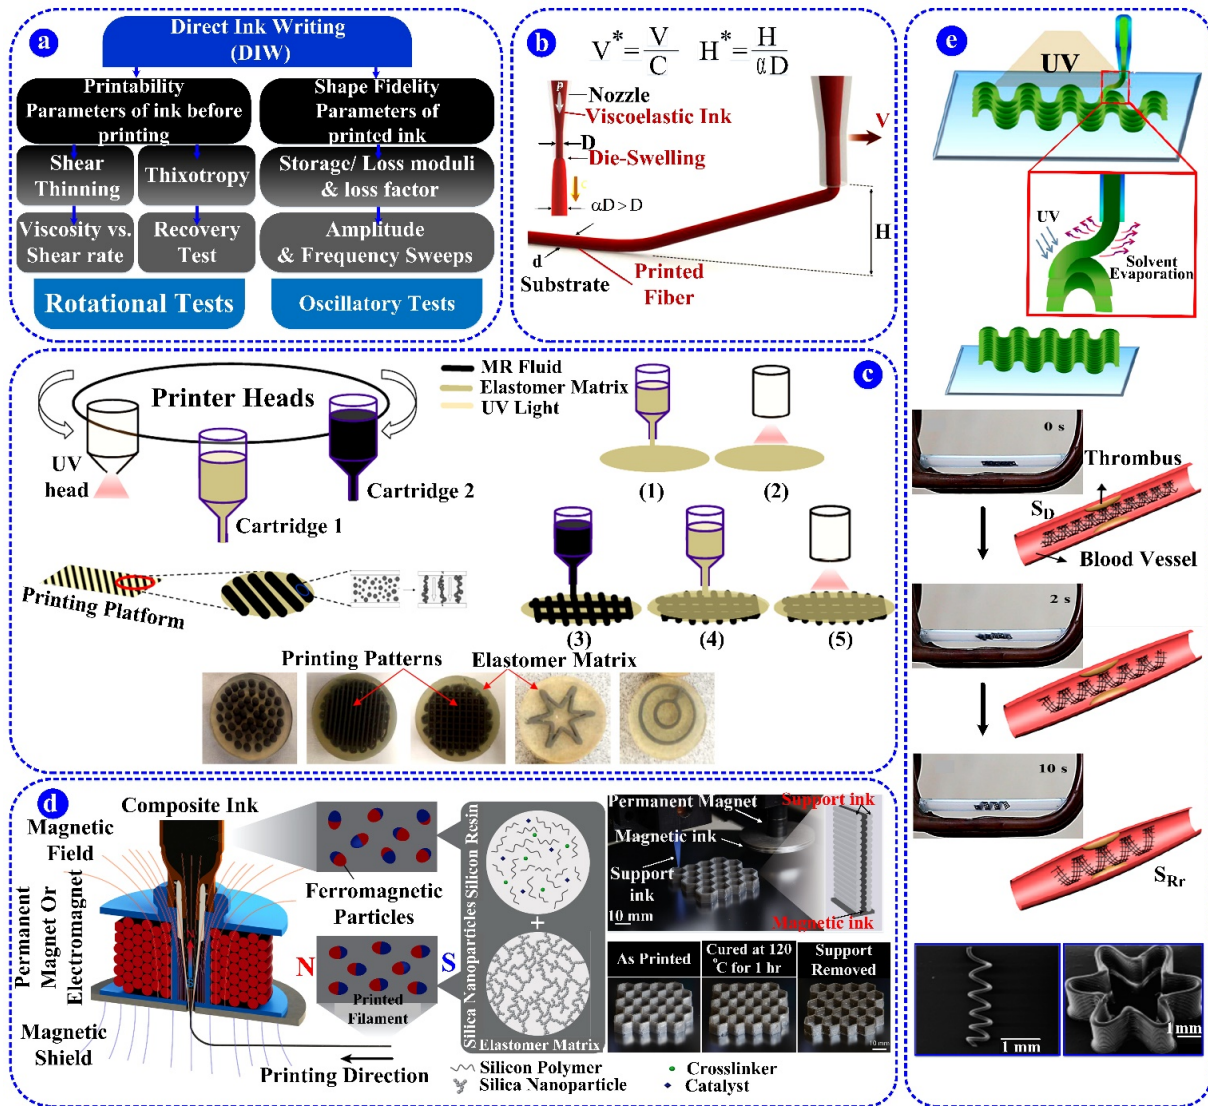 a
Direct Ink Writing
(DIW)
Printability
Parameters of ink before
printing
Shape Fidelity
Parameters of
printed ink
Shear
Thinning
Thixotropy
Storage/ Loss moduli
& loss factor
Viscosity vs.
Shear rate
Recovery
Test
Amplitude
& Frequency Sweeps
Rotational Tests
Oscillatory Tests
b
V* = V/C H* = H/αD
P
Nozzle
Viscoelastic Ink
D
Die-Swelling
c
αD > D
V
H
d
Substrate
Printed
Fiber
c
Printer Heads
UV
head
Cartridge 1
Cartridge 2
MR Fluid
Elastomer Matrix
UV Light
(1)
(2)
(3)
(4)
(5)
Printing Platform
Printing Patterns
Elastomer Matrix
d
Composite Ink
Magnetic
Field
Permanent
Magnet Or
Electromagnet
Magnetic
Shield
Printing Direction
Ferromagnetic
Particles
N
S
Printed
Filament
Silica Nanoparticles Silicon Resin
+
Elastomer Matrix
Silicon Polymer
Silica Nanoparticle
Crosslinker
Catalyst
Permanent Magnet
Magnetic ink
Support
ink
10 mm
Support ink
Magnetic ink
As Printed
Cured at 120
°C for 1 hr
Support
Removed
10 mm
e
UV
UV
Solvent
Evaporation
0 s
Thrombus
SD
Blood Vessel
2 s
10 s
SRr
1 mm
1 mm